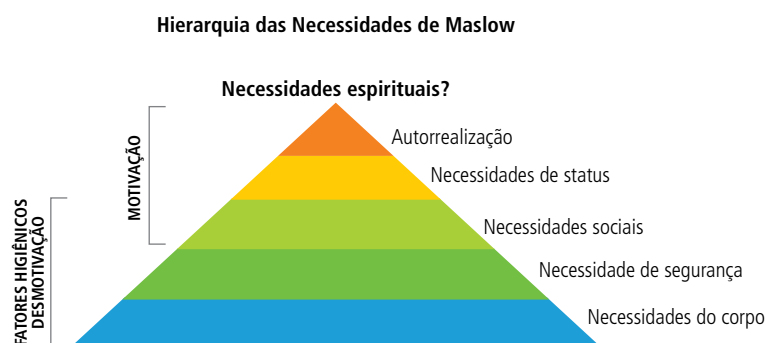 Hierarquia das Necessidades de Maslow
Necessidades espirituais?
Autorrealização
Necessidades de status
Necessidades sociais
Necessidade de segurança
Necessidades do corpo
MOTIVAÇÃO
FATORES HIGIÊNICOS
DESMOTIVAÇÃO